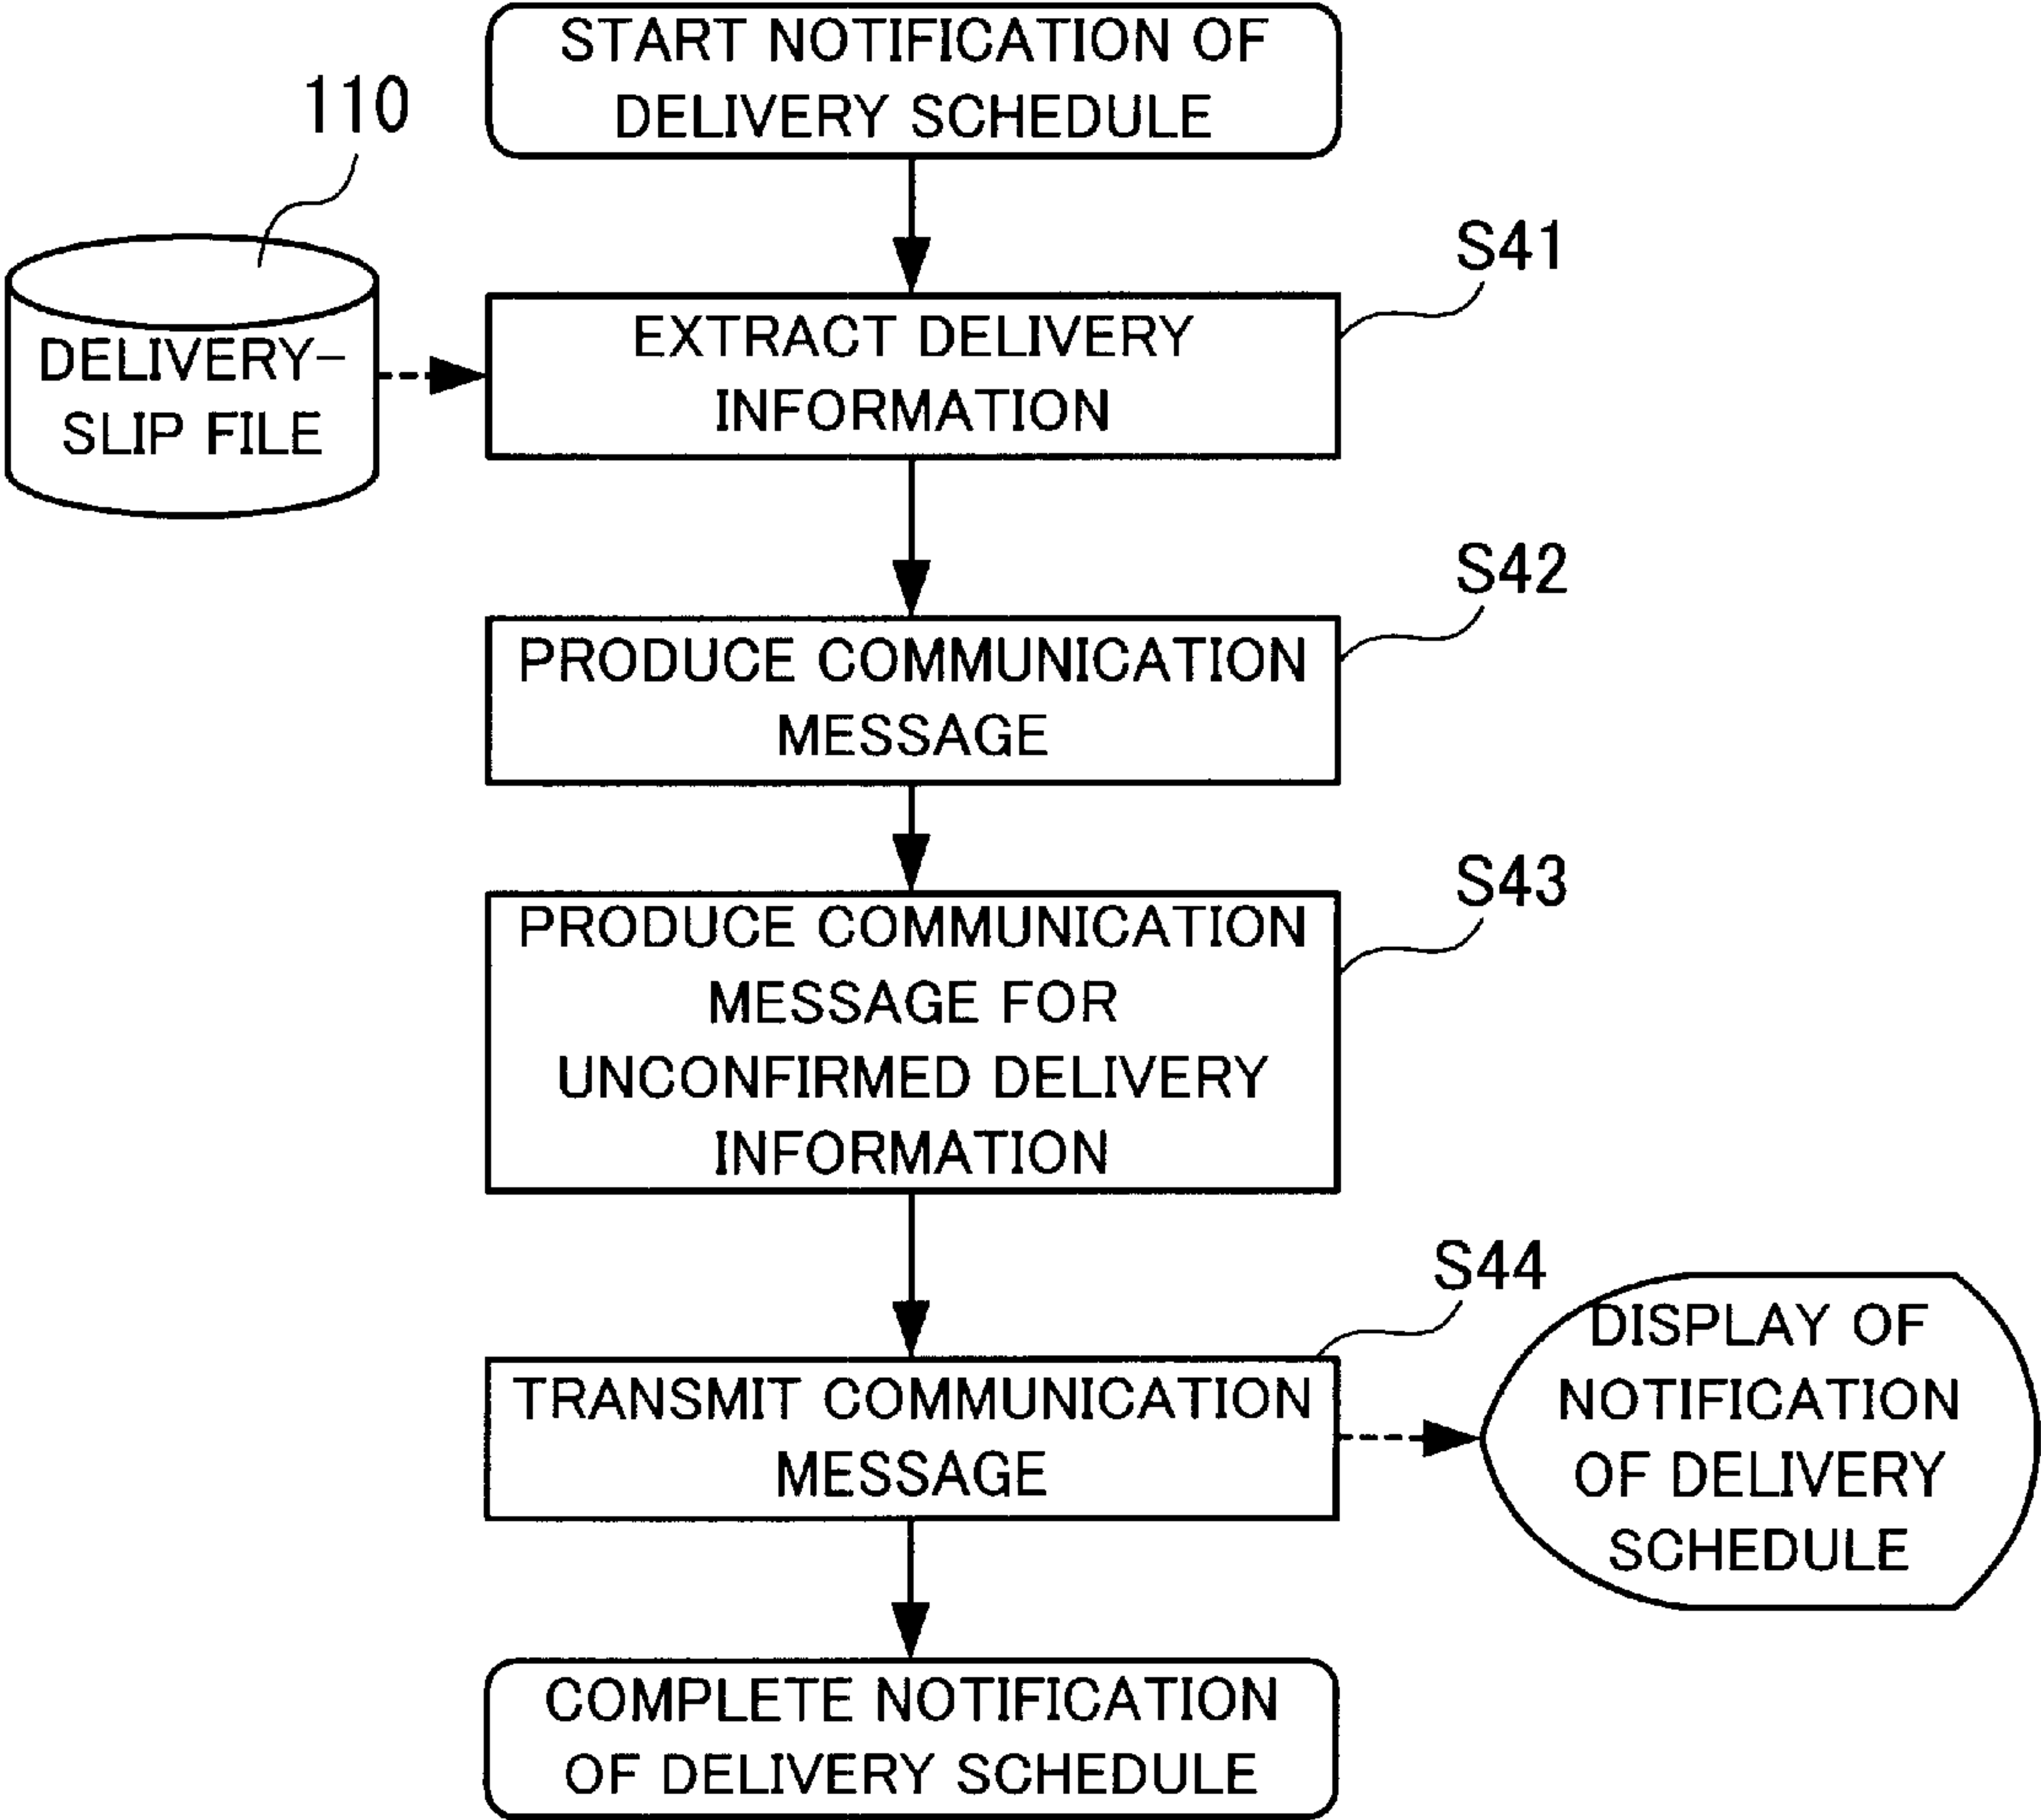 START NOTIFICATION OF
DELIVERY SCHEDULE
110
DELIVERY-
SLIP FILE
S41
EXTRACT DELIVERY
INFORMATION
S42
PRODUCE COMMUNICATION
MESSAGE
S43
PRODUCE COMMUNICATION
MESSAGE FOR
UNCONFIRMED DELIVERY
INFORMATION
S44
TRANSMIT COMMUNICATION
MESSAGE
DISPLAY OF
NOTIFICATION
OF DELIVERY
SCHEDULE
COMPLETE NOTIFICATION
OF DELIVERY SCHEDULE